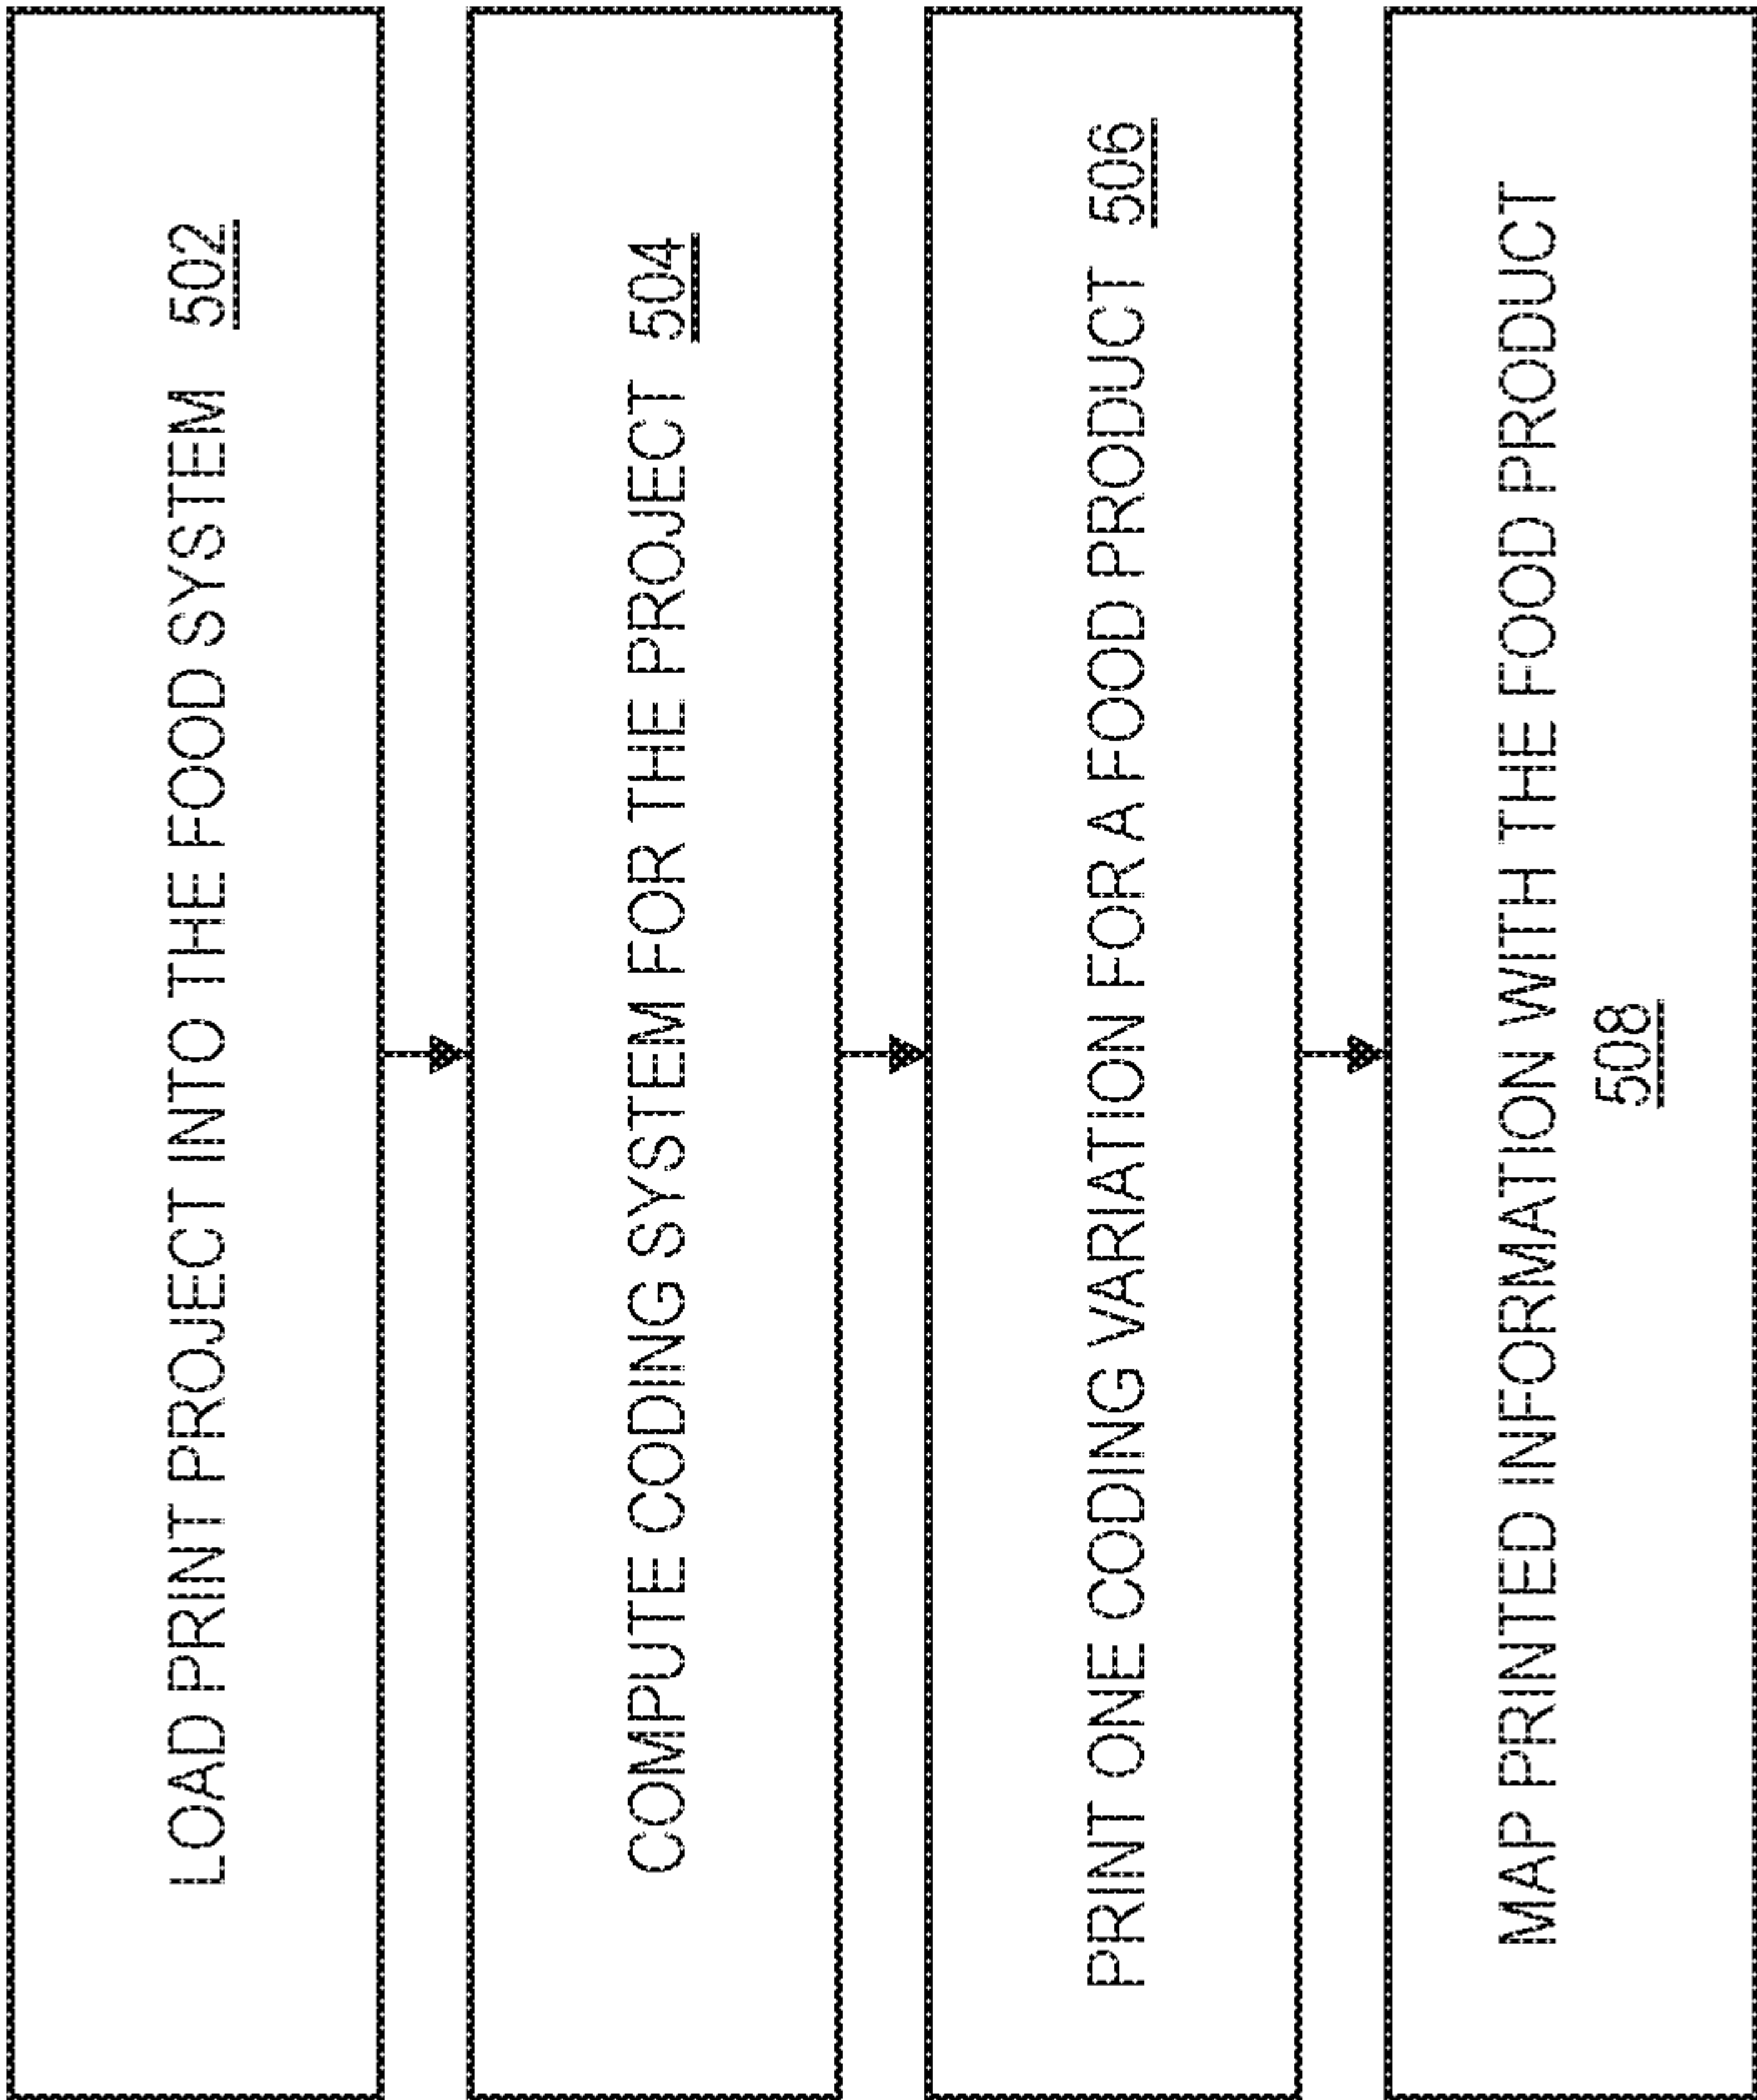 LOAD PRINT PROJECT INTO THE FOOD SYSTEM 502
COMPUTE CODING SYSTEM FOR THE PROJECT 504
PRINT ONE CODING VARIATION FOR A FOOD PRODUCT 506
MAP PRINTED INFORMATION WITH THE FOOD PRODUCT
508